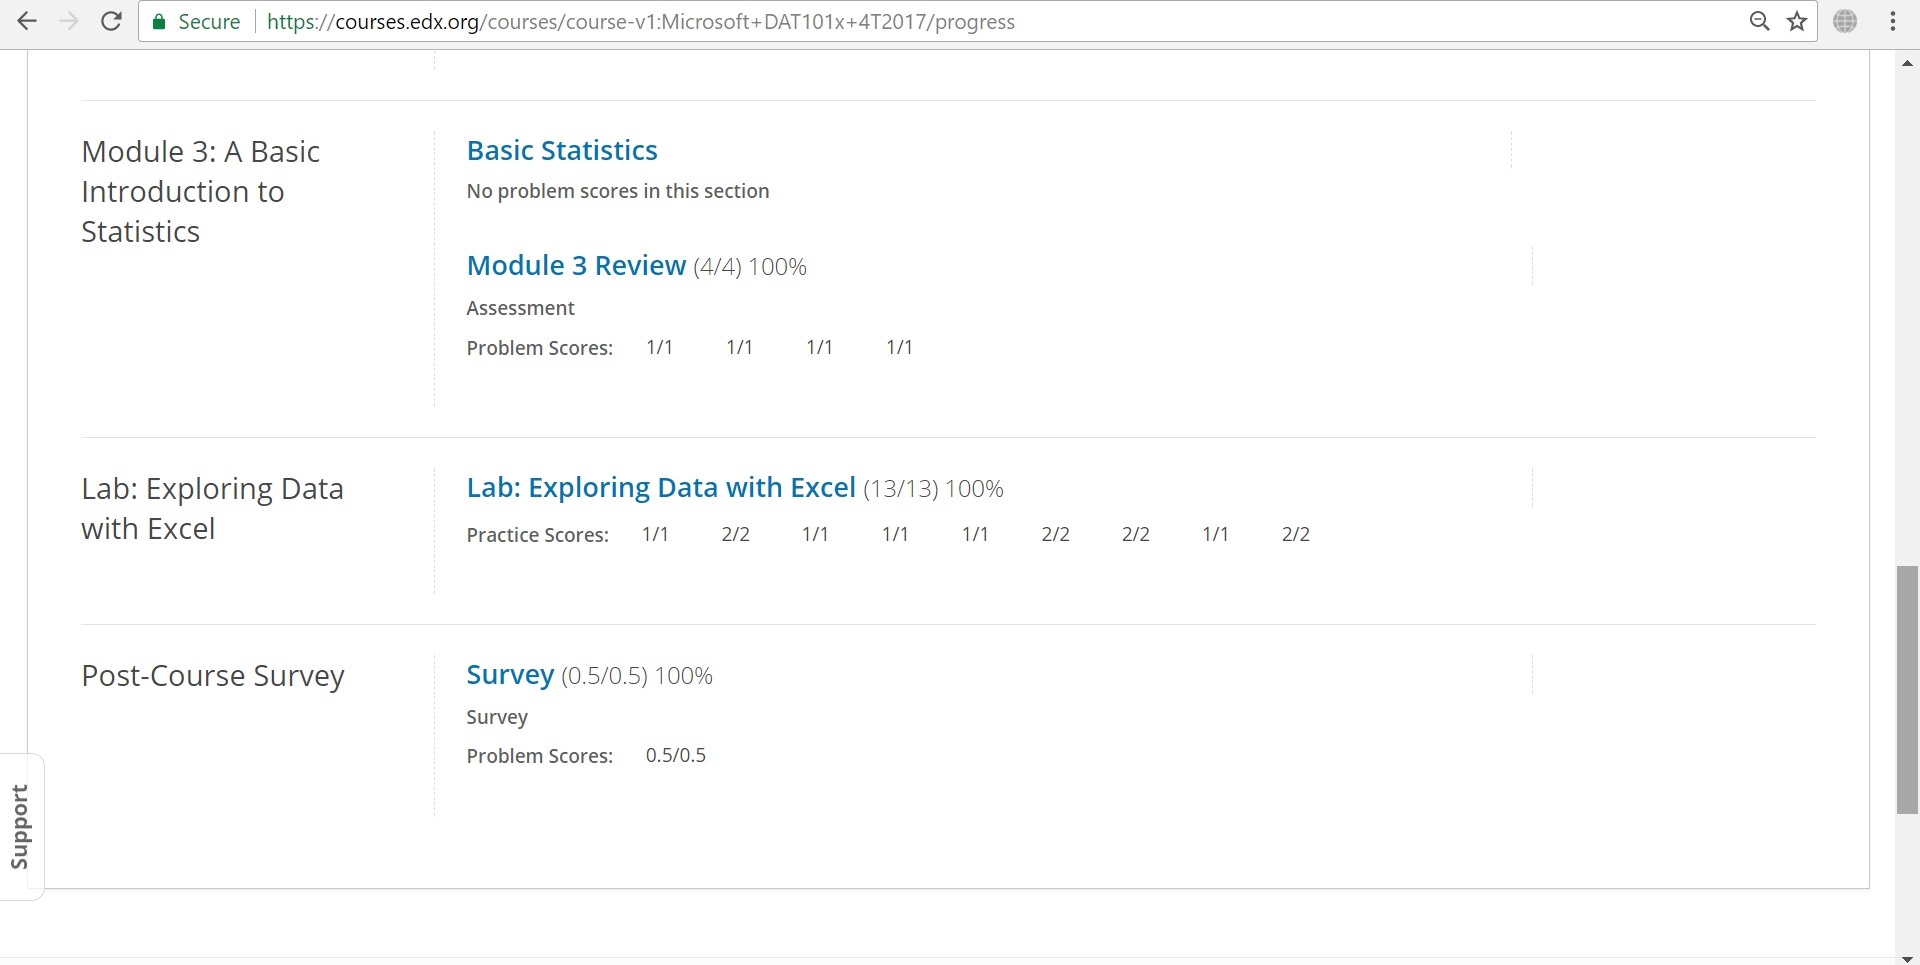 Secure https://courses.edx.org/courses/course-v1:Microsoft+DAT101x+4T2017/progress
Module 3: A Basic
Introduction to
Statistics
Basic Statistics
No problem scores in this section
Module 3 Review (4/4) 100%
Assessment
Problem Scores: 1/1 1/1 1/1 1/1
Lab: Exploring Data
with Excel
Lab: Exploring Data with Excel (13/13) 100%
Practice Scores: 1/1 2/2 1/1 1/1 1/1 2/2 2/2 1/1 2/2
Post-Course Survey
Survey (0.5/0.5) 100%
Survey
Problem Scores: 0.5/0.5
Support